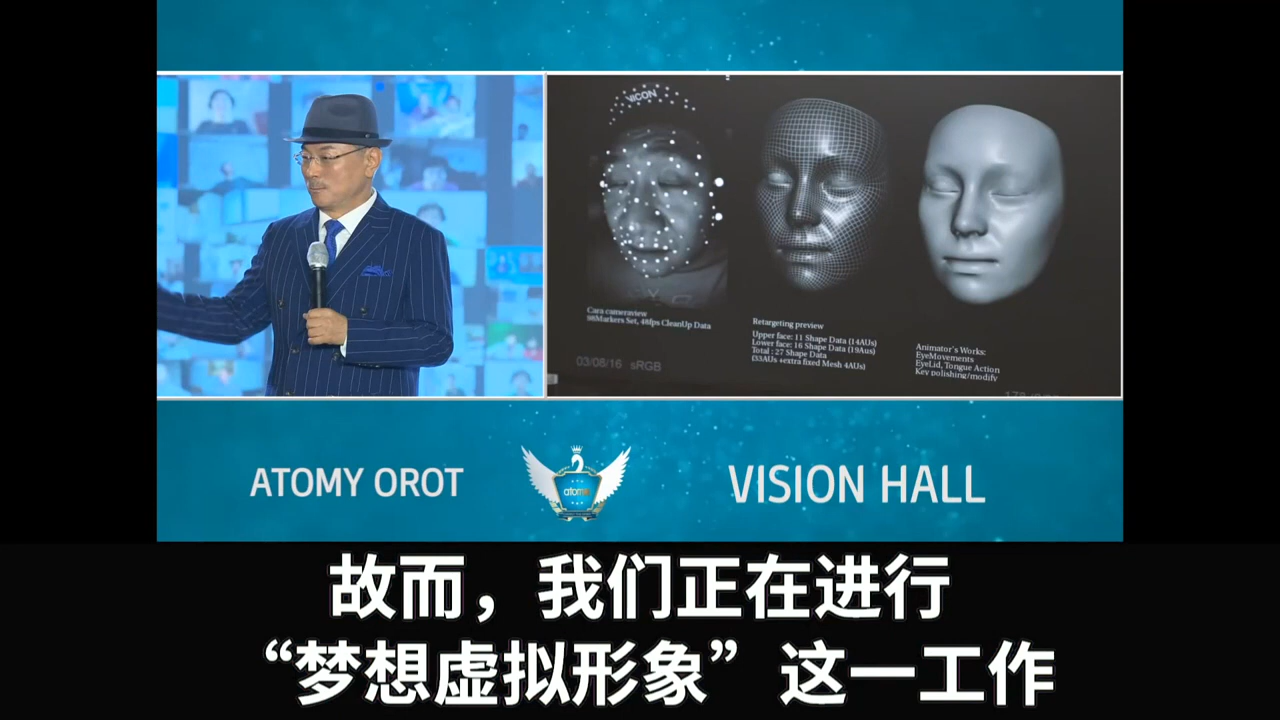 VICON
Cara cameraview
98Markers Set, 48fps CleanUp Data
03/08/16 sRGB
Retargeting preview
Upper face: 11 Shape Data (14AUs)
Lower face: 16 Shape Data (19Aus)
Total : 27 Shape Data
(33AUs +extra fixed Mesh 4AUs)
Animator's Works:
EyeMovements
EyeLid, Tongue Action
Key polishing/modify
ATOMY OROT
atomy
VISION HALL
故而，我们正在进行
“梦想虚拟形象”这一工作